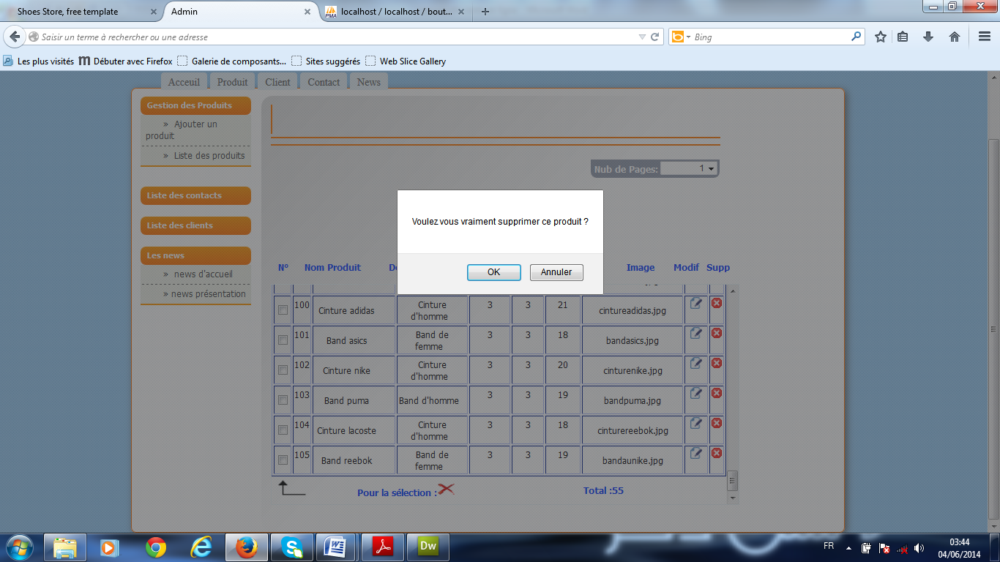 Shoes Store, free template
Admin
PMA
localhost / localhost / bout...
Saisir un terme à rechercher ou une adresse
Bing
Les plus visités
Débuter avec Firefox
Galerie de composants...
Sites suggérés
Web Slice Gallery
Acceuil
Produit
Client
Contact
News
Gestion des Produits
» Ajouter un
produit
» Liste des produits
Liste des contacts
Liste des clients
Les news
» news d'accueil
» news présentation
Nub de Pages: 1
Voulez vous vraiment supprimer ce produit ?
OK
Annuler
N° Nom Produit Image Modif Supp
100 Cinture adidas Cinture d'homme 3 3 21 cintureadidas.jpg
101 Band asics Band de femme 3 3 18 bandasics.jpg
102 Cinture nike Cinture d'homme 3 3 20 cinturenike.jpg
103 Band puma Band d'homme 3 3 19 bandpuma.jpg
104 Cinture lacoste Cinture d'homme 3 3 18 cinturereebok.jpg
105 Band reebok Band de femme 3 3 19 bandaunike.jpg
Pour la sélection :
Total :55
Dw
FR
03:44
04/06/2014